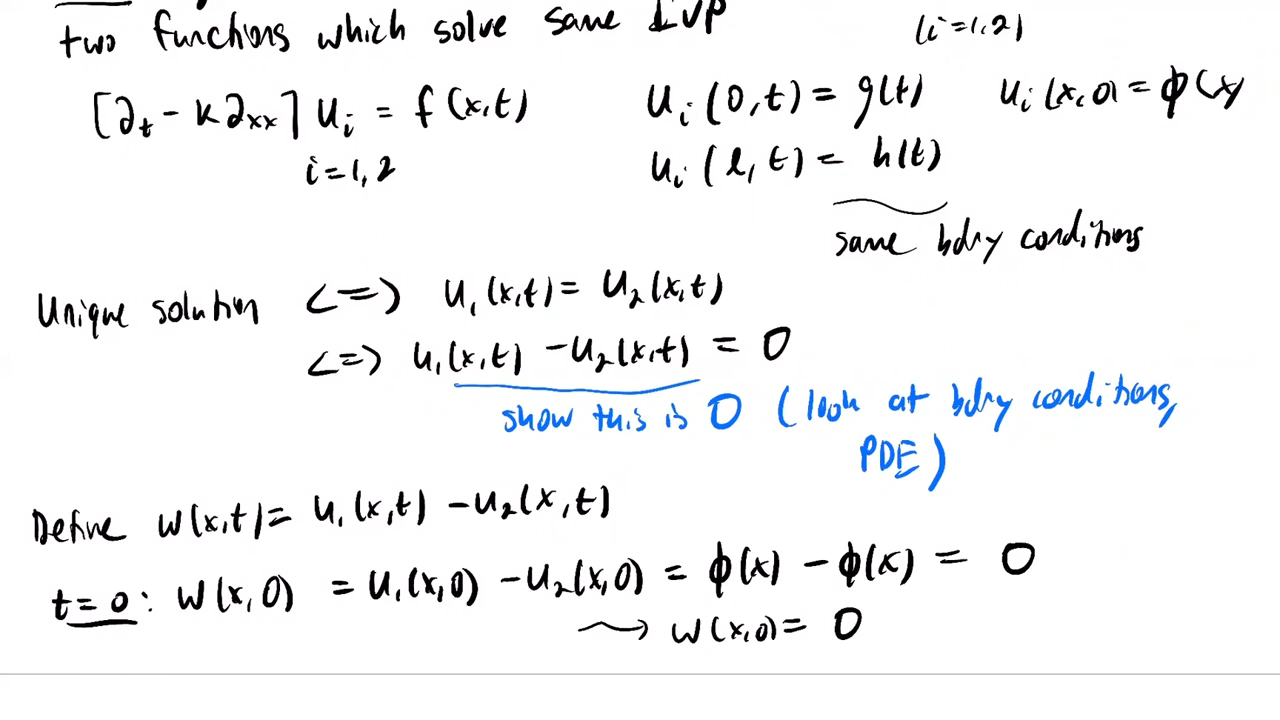 two functions which solve same IVP
(i=1,2)
[∂t - k∂xx] ui = f(x,t)
ui(0,t) = g(t)
ui(x,0) = ϕ(x)
i=1,2
ui(l,t) = h(t)
same bdry conditions
Unique solution <=> u1(x,t) = u2(x,t)
<=> u1(x,t) - u2(x,t) = 0
show this is 0 (look at bdry conditions,
PDE)
Define w(x,t) = u1(x,t) - u2(x,t)
t=0: w(x,0) = u1(x,0) - u2(x,0) = ϕ(x) - ϕ(x) = 0
→ w(x,0) = 0